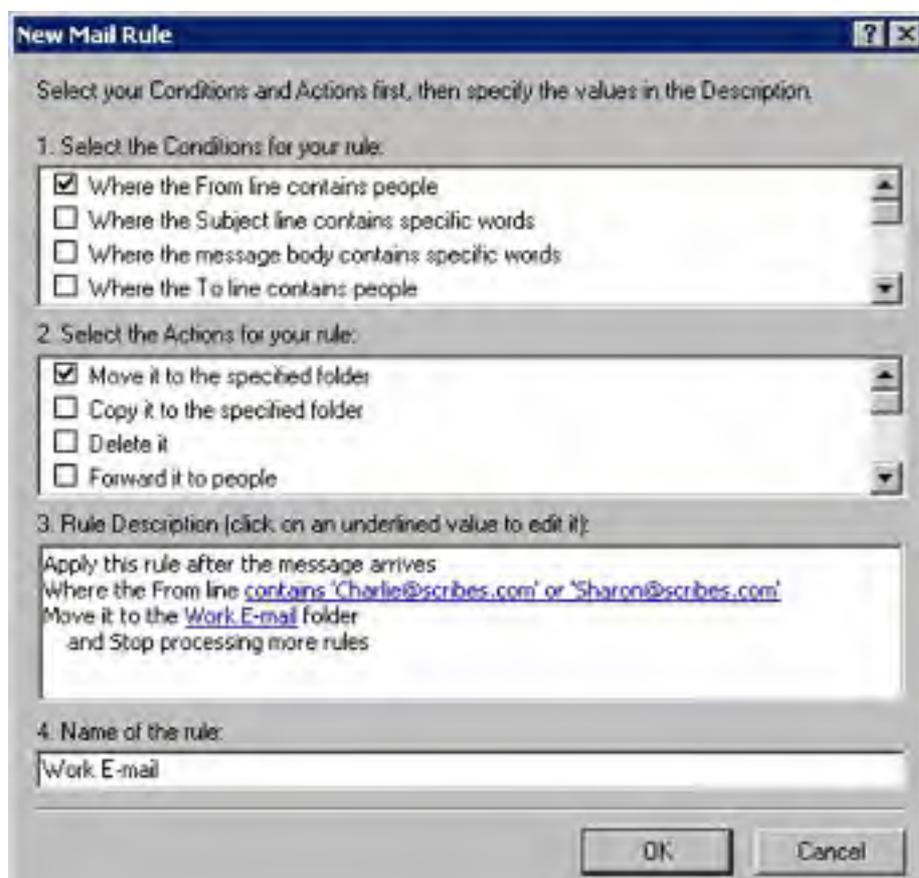 New Mail Rule
Select your Conditions and Actions first, then specify the values in the Description.
1. Select the Conditions for your rule:
Where the From line contains people
Where the Subject line contains specific words
Where the message body contains specific words
Where the To line contains people
2. Select the Actions for your rule:
Move it to the specified folder
Copy it to the specified folder
Delete it
Forward it to people
3. Rule Description (click on an underlined value to edit it):
Apply this rule after the message arrives
Where the From line contains 'Charlie@scribes.com' or 'Sharon@scribes.com'
Move it to the Work E-mail folder
and Stop processing more rules
4. Name of the rule:
Work E-mail
OK Cancel